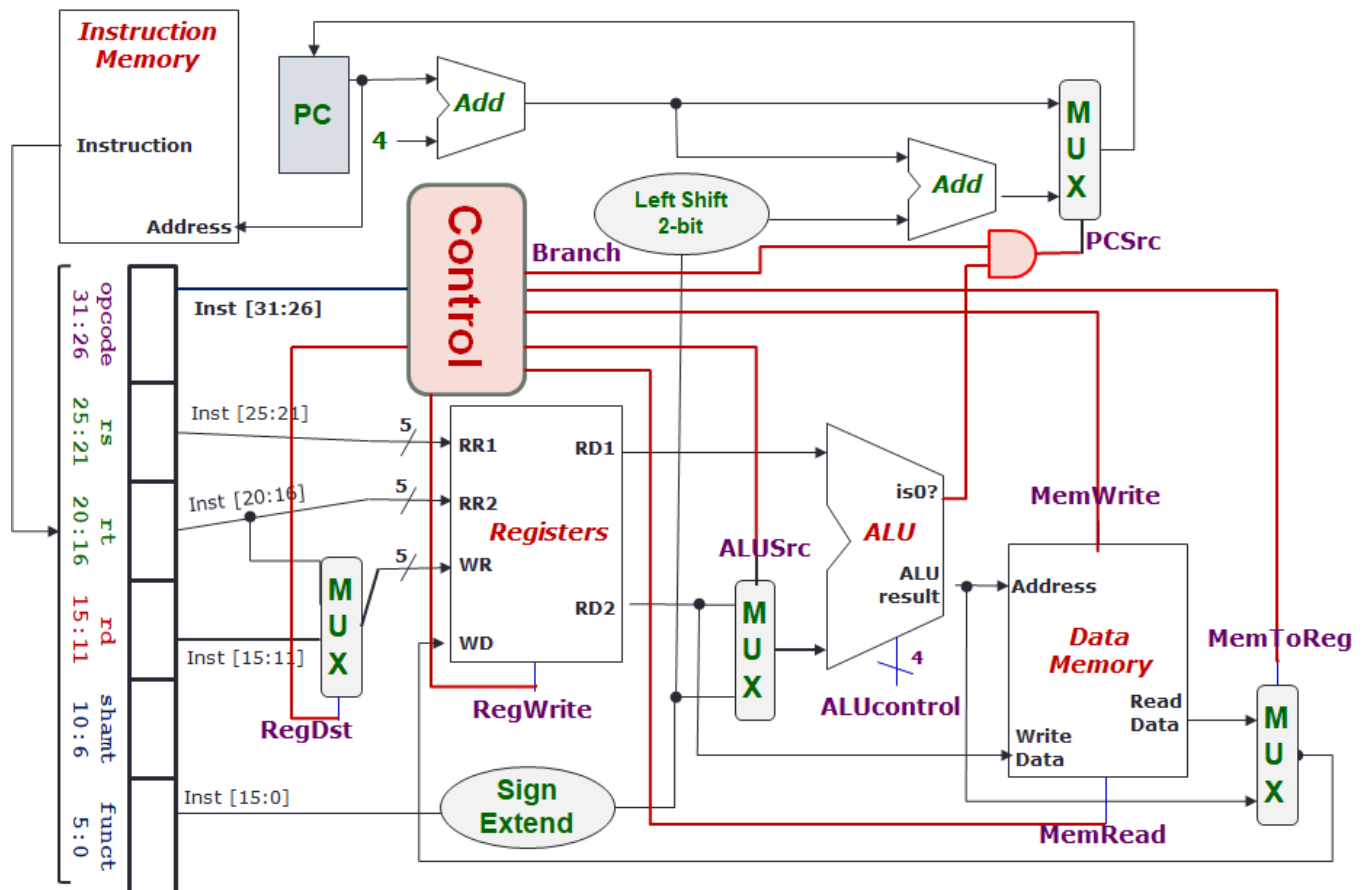 Instruction
Memory
Instruction
Address
PC
4
Add
Add
Left Shift
2-bit
M
U
X
PCSrc
Control
Branch
opcode
31:26
rs
25:21
rt
20:16
rd
15:11
shamt
10:6
funct
5:0
Inst [31:26]
Inst [25:21]
Inst [20:16]
Inst [15:11]
Inst [15:0]
5
5
5
M
U
X
RegDst
RR1
RR2
WR
WD
RD1
RD2
Registers
RegWrite
Sign
Extend
ALUSrc
M
U
X
is0?
ALU
ALU
result
4
ALUcontrol
MemWrite
Address
Data
Memory
Read
Data
Write
Data
MemRead
MemToReg
M
U
X